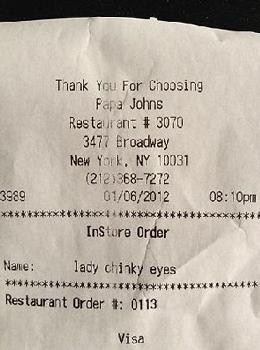 Thank You For Choosing
Papa Johns
Restaurant # 3070
3477 Broadway
New York, NY 10031
(212)368-7272
3989 01/06/2012 08:10pm
****************************************
InStore Order
Name: lady chinky eyes
****************************************
Restaurant Order #: 0113
Visa